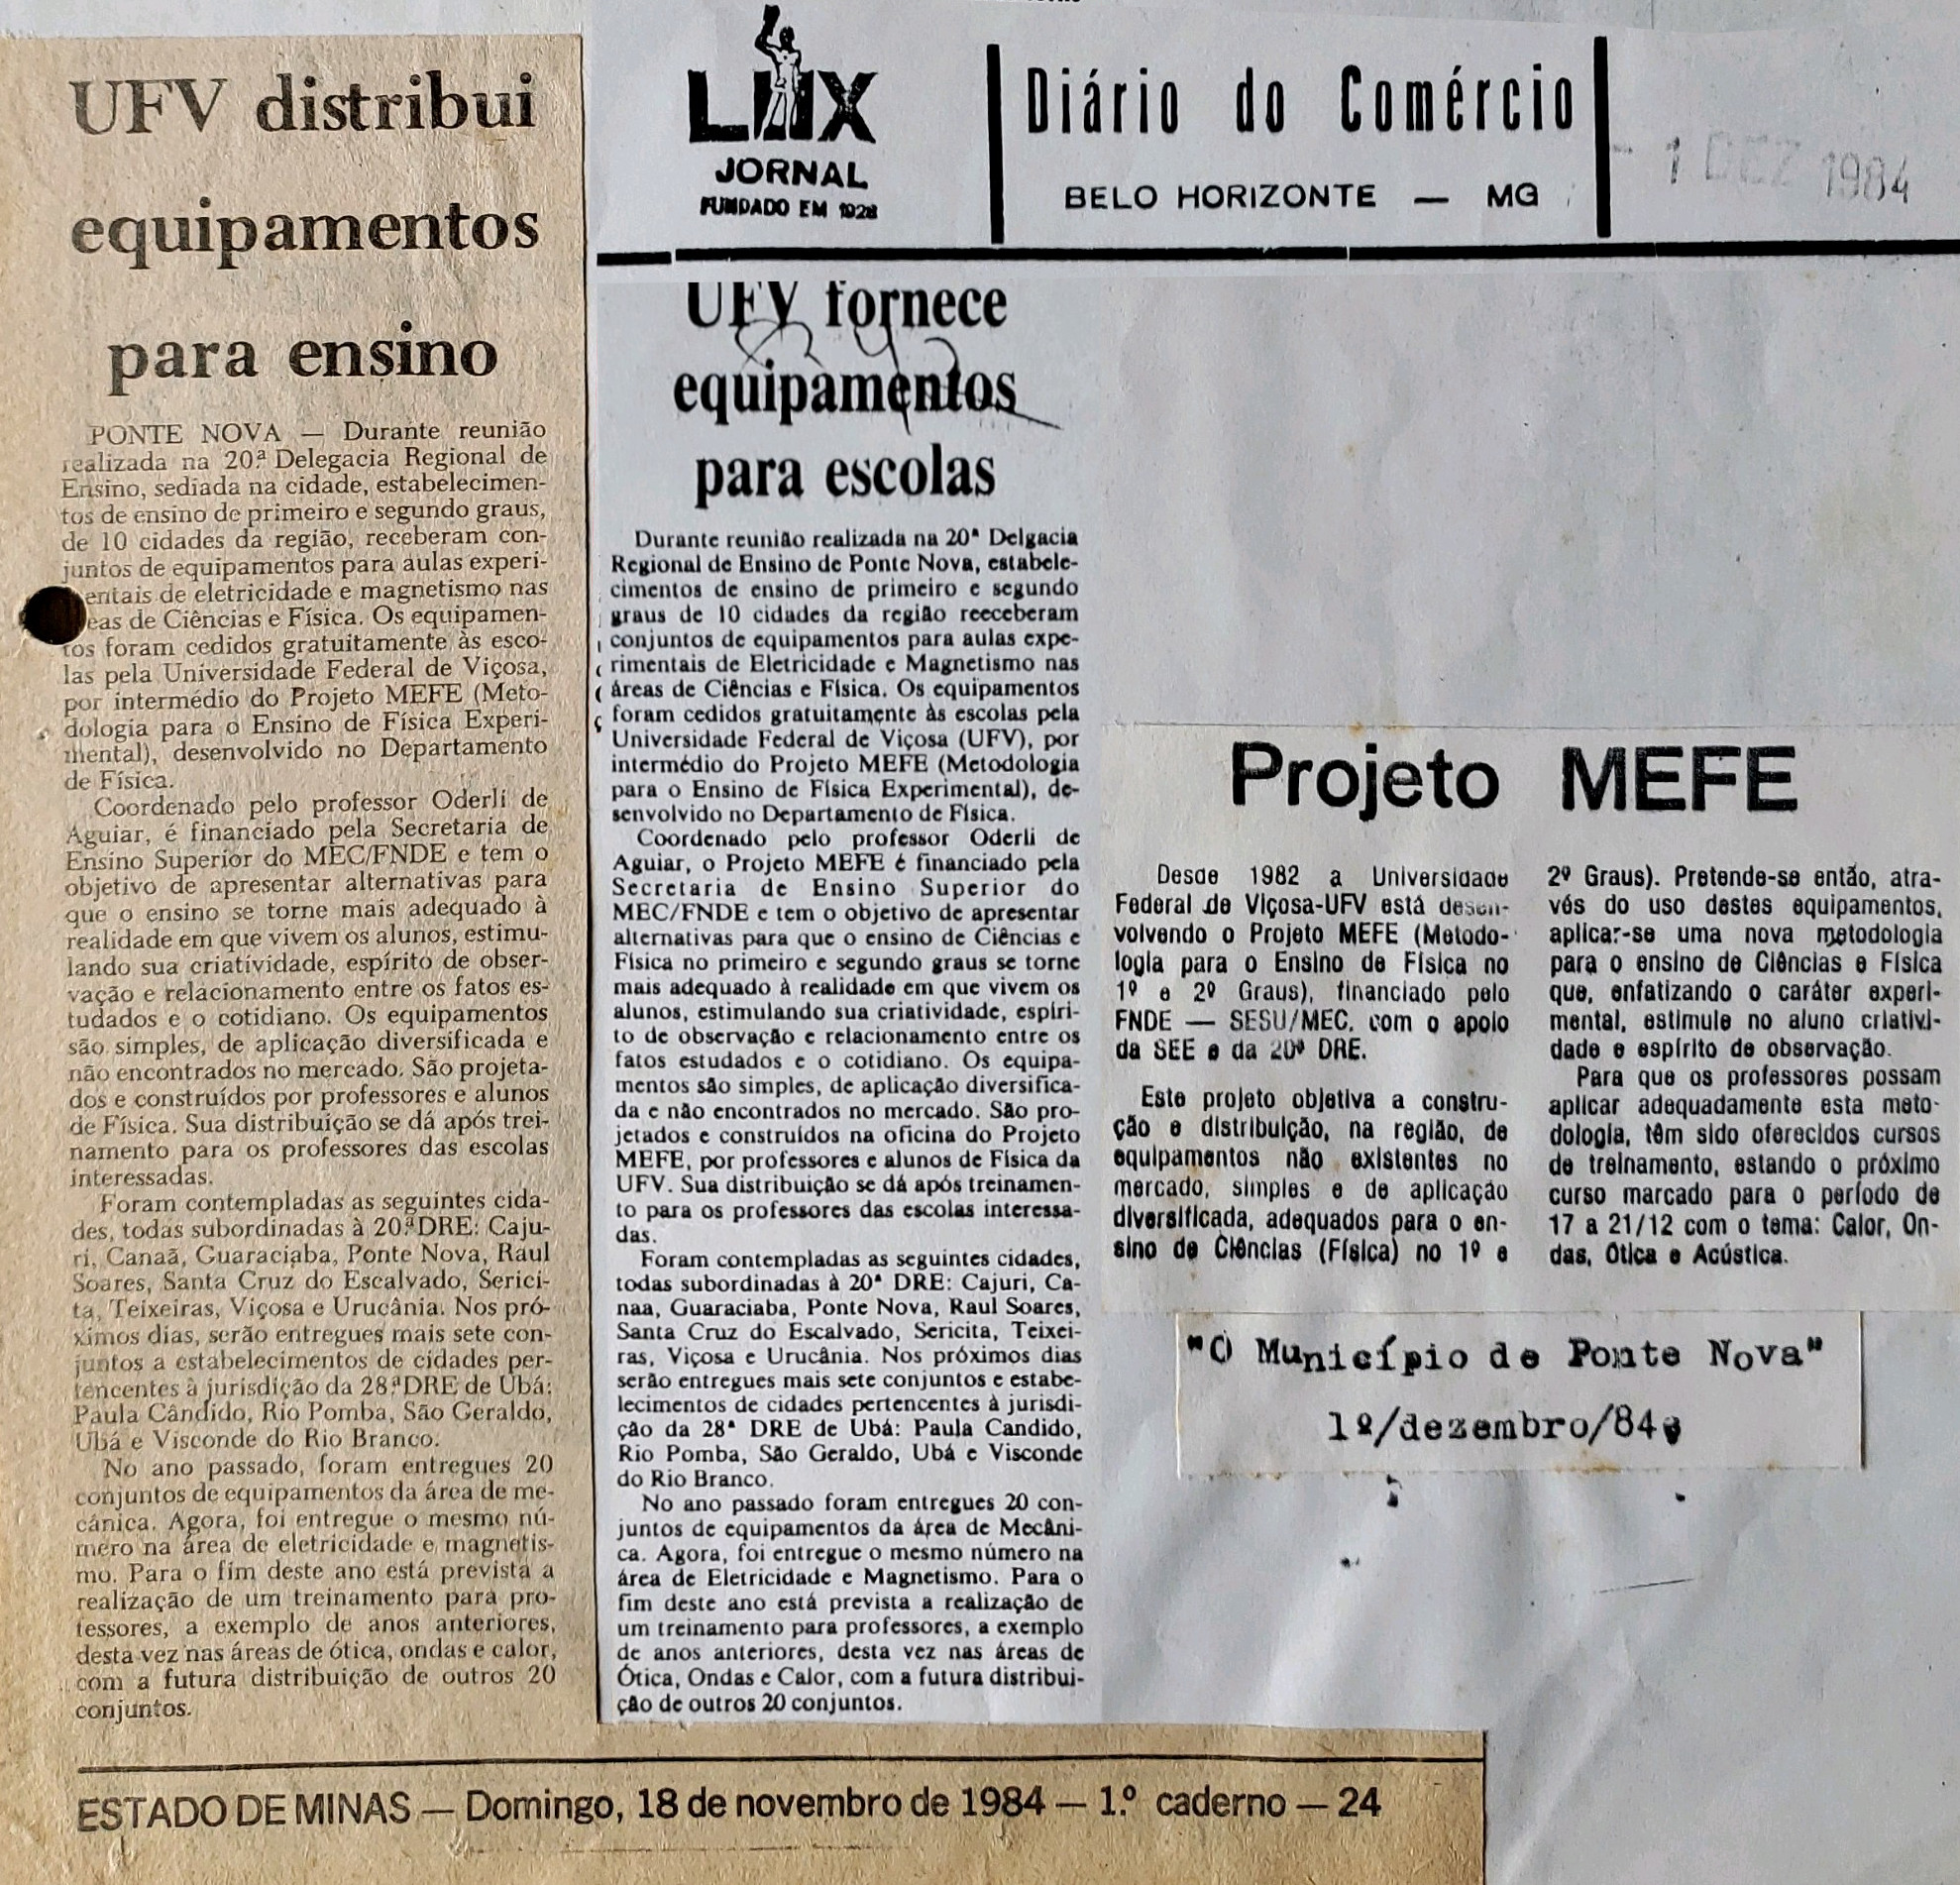 UFV distribui
equipamentos
para ensino
PONTE NOVA — Durante reunião
realizada na 20.ª Delegacia Regional de
Ensino, sediada na cidade, estabelecimen-
tos de ensino de primeiro e segundo graus,
de 10 cidades da região, receberam con-
juntos de equipamentos para aulas experi-
entais de eletricidade e magnetismo nas
eas de Ciências e Física. Os equipamen-
tos foram cedidos gratuitamente às esco-
las pela Universidade Federal de Viçosa,
por intermédio do Projeto MEFE (Meto-
dologia para o Ensino de Física Experi-
mental), desenvolvido no Departamento
de Física.
Coordenado pelo professor Oderli de
Aguiar, é financiado pela Secretaria de
Ensino Superior do MEC/FNDE e tem o
objetivo de apresentar alternativas para
que o ensino se torne mais adequado à
realidade em que vivem os alunos, estimu-
lando sua criatividade, espírito de obser-
vação e relacionamento entre os fatos es-
tudados e o cotidiano. Os equipamentos
são simples, de aplicação diversificada e
não encontrados no mercado. São projeta-
dos e construídos por professores e alunos
de Física. Sua distribuição se dá após trei-
namento para os professores das escolas
interessadas.
Foram contempladas as seguintes cida-
des, todas subordinadas à 20.ª DRE: Caju-
ri, Canaã, Guaraciaba, Ponte Nova, Raul
Soares, Santa Cruz do Escalvado, Serici-
ta, Teixeiras, Viçosa e Urucânia. Nos pró-
ximos dias, serão entregues mais sete con-
juntos a estabelecimentos de cidades per-
tencentes à jurisdição da 28.ª DRE de Ubá:
Paula Cândido, Rio Pomba, São Geraldo,
Ubá e Visconde do Rio Branco.
No ano passado, foram entregues 20
conjuntos de equipamentos da área de me-
cânica. Agora, foi entregue o mesmo nú-
mero na área de eletricidade e magnetis-
mo. Para o fim deste ano está prevista a
realização de um treinamento para pro-
fessores, a exemplo de anos anteriores,
desta vez nas áreas de ótica, ondas e calor,
com a futura distribuição de outros 20
conjuntos.
ESTADO DE MINAS — Domingo, 18 de novembro de 1984 — 1.º caderno — 24
LUX
JORNAL
FUNDADO EM 1928
Diário do Comércio
BELO HORIZONTE — MG
- 1 DEZ 1984
UFV fornece
equipamentos
para escolas
Durante reunião realizada na 20ª Delgacia
Regional de Ensino de Ponte Nova, estabele-
cimentos de ensino de primeiro e segundo
graus de 10 cidades da região reeceberam
conjuntos de equipamentos para aulas expe-
rimentais de Eletricidade e Magnetismo nas
áreas de Ciências e Física. Os equipamentos
foram cedidos gratuitamente às escolas pela
Universidade Federal de Viçosa (UFV), por
intermédio do Projeto MEFE (Metodologia
para o Ensino de Física Experimental), de-
senvolvido no Departamento de Física.
Coordenado pelo professor Oderli de
Aguiar, o Projeto MEFE é financiado pela
Secretaria de Ensino Superior do
MEC/FNDE e tem o objetivo de apresentar
alternativas para que o ensino de Ciências e
Física no primeiro e segundo graus se torne
mais adequado à realidade em que vivem os
alunos, estimulando sua criatividade, espíri-
to de observação e relacionamento entre os
fatos estudados e o cotidiano. Os equipa-
mentos são simples, de aplicação diversifica-
da e não encontrados no mercado. São pro-
jetados e construídos na oficina do Projeto
MEFE, por professores e alunos de Física da
UFV. Sua distribuição se dá após treinamen-
to para os professores das escolas interessa-
das.
Foram contempladas as seguintes cidades,
todas subordinadas à 20ª DRE: Cajuri, Ca-
naa, Guaraciaba, Ponte Nova, Raul Soares,
Santa Cruz do Escalvado, Sericita, Teixei-
ras, Viçosa e Urucânia. Nos próximos dias
serão entregues mais sete conjuntos e estabe-
lecimentos de cidades pertencentes à jurisdi-
ção da 28ª DRE de Ubá: Paula Candido,
Rio Pomba, São Geraldo, Ubá e Visconde
do Rio Branco.
No ano passado foram entregues 20 con-
juntos de equipamentos da área de Mecâni-
ca. Agora, foi entregue o mesmo número na
área de Eletricidade e Magnetismo. Para o
fim deste ano está prevista a realização de
um treinamento para professores, a exemplo
de anos anteriores, desta vez nas áreas de
Ótica, Ondas e Calor, com a futura distribui-
ção de outros 20 conjuntos.
Projeto MEFE
Desde 1982 a Universidade
Federal de Viçosa-UFV está desen-
volvendo o Projeto MEFE (Metodo-
logia para o Ensino de Física no
1º e 2º Graus), financiado pelo
FNDE — SESU/MEC, com o apoio
da SEE e da 20ª DRE.
Este projeto objetiva a constru-
ção e distribuição, na região, de
equipamentos não existentes no
mercado, simples e de aplicação
diversificada, adequados para o en-
sino de Ciências (Física) no 1º e
2º Graus). Pretende-se então, atra-
vés do uso destes equipamentos,
aplicar-se uma nova metodologia
para o ensino de Ciências e Física
que, enfatizando o caráter experi-
mental, estimule no aluno criativi-
dade e espírito de observação.
Para que os professores possam
aplicar adequadamente esta meto-
dologia, têm sido oferecidos cursos
de treinamento, estando o próximo
curso marcado para o período de
17 a 21/12 com o tema: Calor, On-
das, Ótica e Acústica.
"O Município de Ponte Nova"
1º/dezembro/84